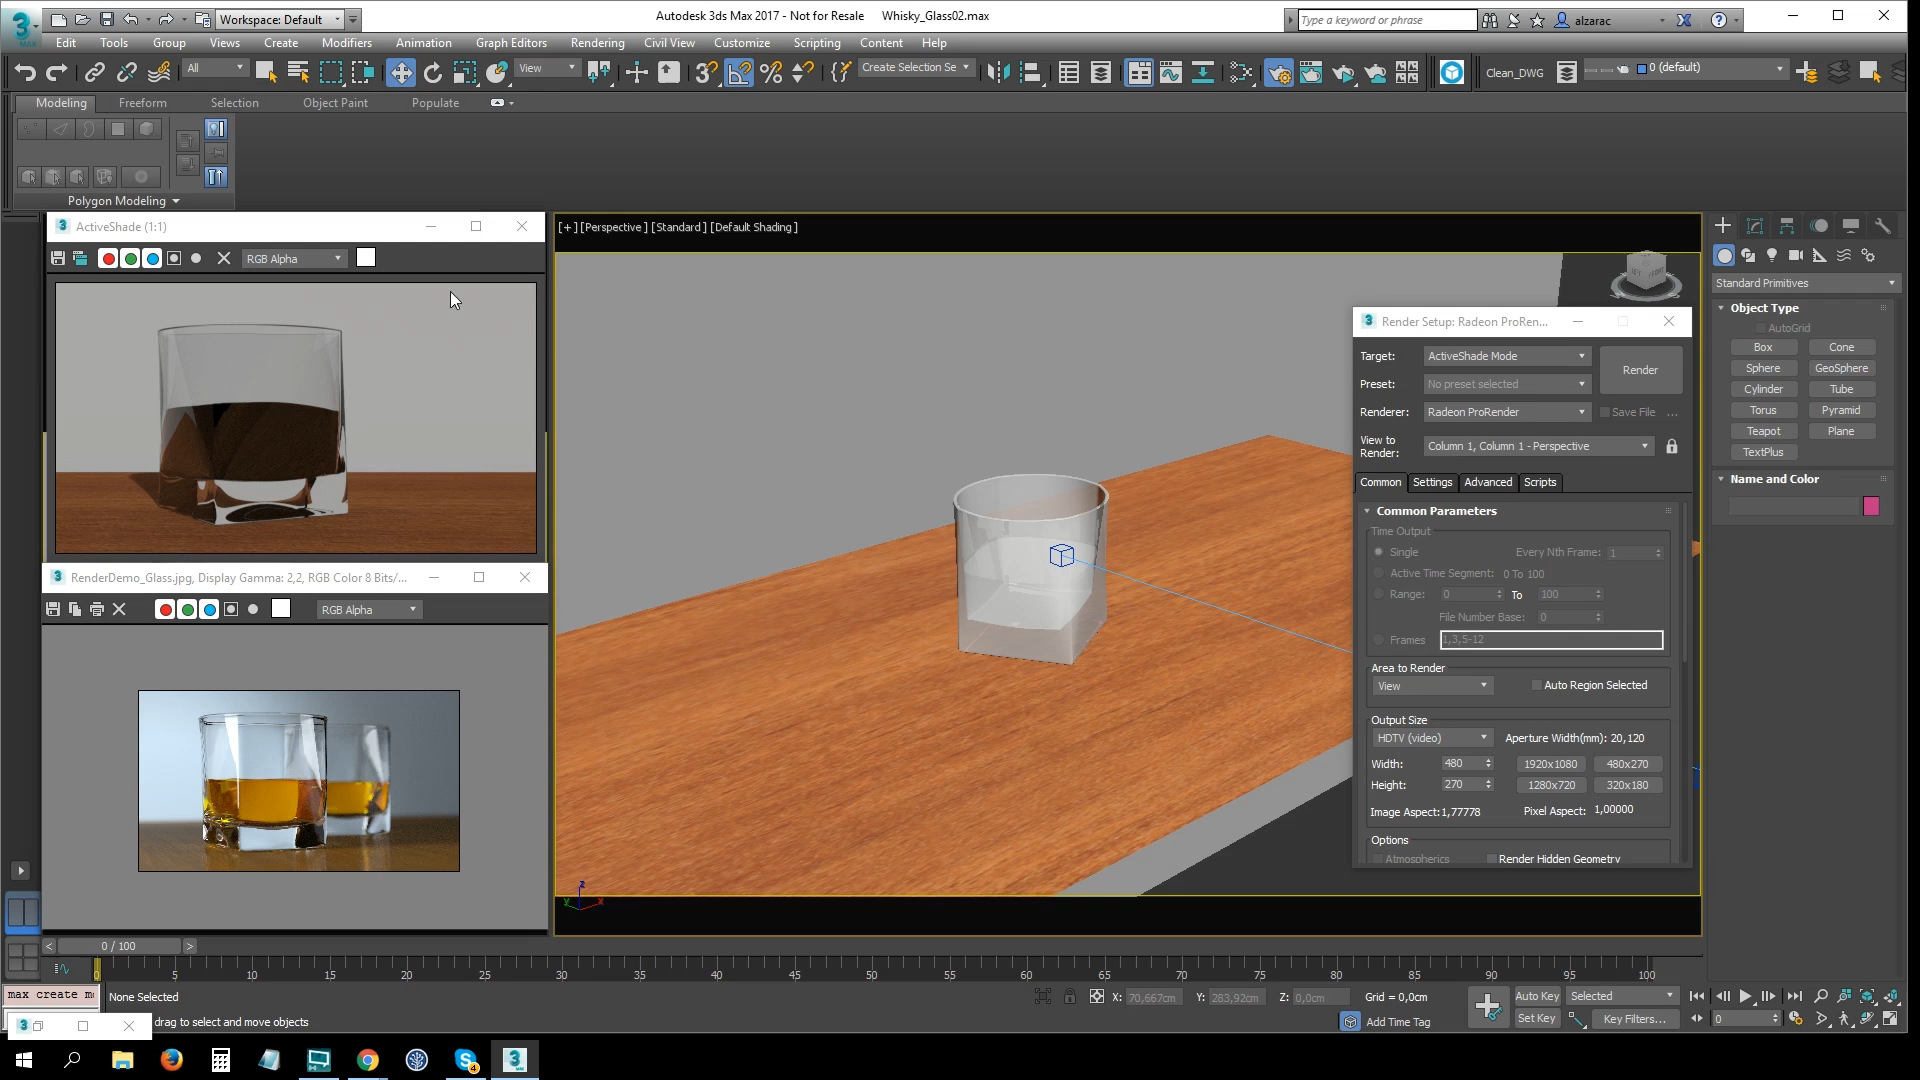 Workspace: Default
Autodesk 3ds Max 2017 - Not for Resale    Whisky_Glass02.max
Type a keyword or phrase
alzarac
MAX
Edit Tools Group Views Create Modifiers Animation Graph Editors Rendering Civil View Customize Scripting Content Help
All
View
Create Selection Se
Clean_DWG
0 (default)
Modeling Freeform Selection Object Paint Populate
Polygon Modeling
ActiveShade (1:1)
RGB Alpha
[+] [Perspective ] [Standard ] [Default Shading ]
Standard Primitives
Object Type
AutoGrid
Box Cone
Sphere GeoSphere
Cylinder Tube
Torus Pyramid
Teapot Plane
TextPlus
Name and Color
Render Setup: Radeon ProRen...
Target: ActiveShade Mode
Render
Preset: No preset selected
Renderer: Radeon ProRender
Save File ...
View to Render: Column 1, Column 1 - Perspective
Common Settings Advanced Scripts
Common Parameters
Time Output
Single Every Nth Frame: 1
Active Time Segment: 0 To 100
Range: 0 To 100
File Number Base: 0
Frames 1,3,5-12
Area to Render
View Auto Region Selected
Output Size
HDTV (video) Aperture Width(mm): 20,120
Width: 480 1920x1080 480x270
Height: 270 1280x720 320x180
Image Aspect: 1,77778 Pixel Aspect: 1,00000
Options
Atmospherics Render Hidden Geometry
RenderDemo_Glass.jpg, Display Gamma: 2,2, RGB Color 8 Bits/...
RGB Alpha
z
y x
< 0 / 100 >
0 5 10 15 20 25 30 35 40 45 50 55 60 65 70 75 80 85 90 95 100
max create m
None Selected
X: 70,667cm Y: 283,92cm Z: 0,0cm Grid = 0,0cm
Auto Key Selected
drag to select and move objects
Add Time Tag
Set Key Key Filters...
0
4